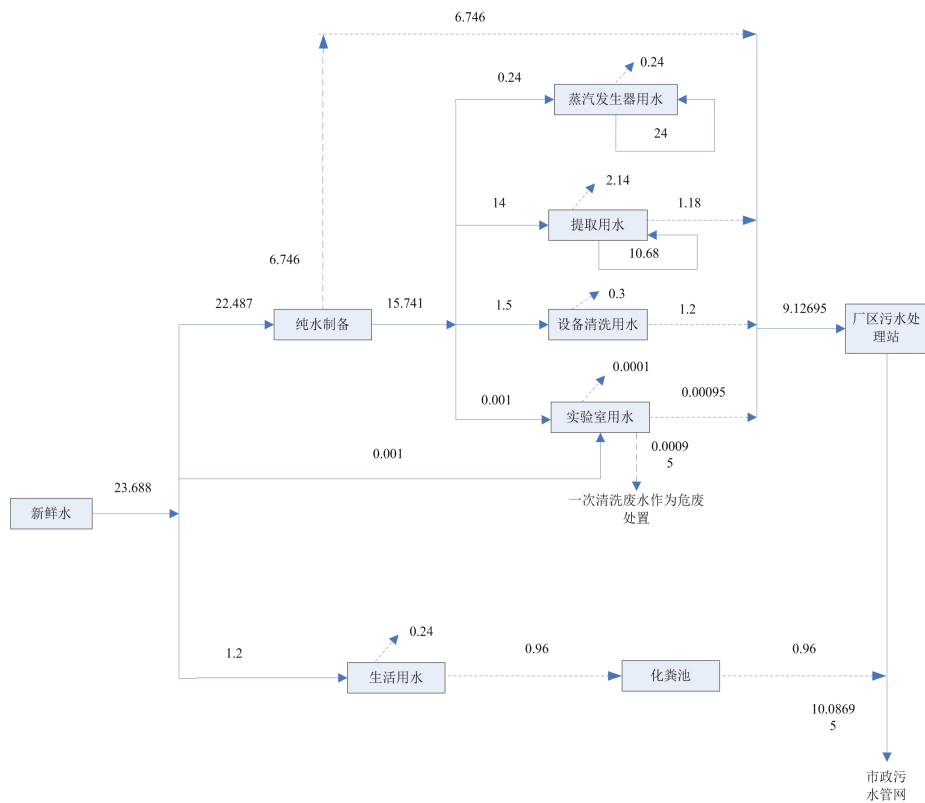 6.746
0.24
0.24
蒸汽发生器用水
24
2.14
14
1.18
提取用水
10.68
6.746
22.487
15.741
0.3
1.5
1.2
9.12695
纯水制备
设备清洗用水
厂区污水处
理站
0.0001
0.001
0.00095
实验室用水
0.001
0.0009
5
23.688
一次清洗废水作为危废
处置
新鲜水
0.24
1.2
0.96
0.96
生活用水
化粪池
10.0869
5
市政污
水管网